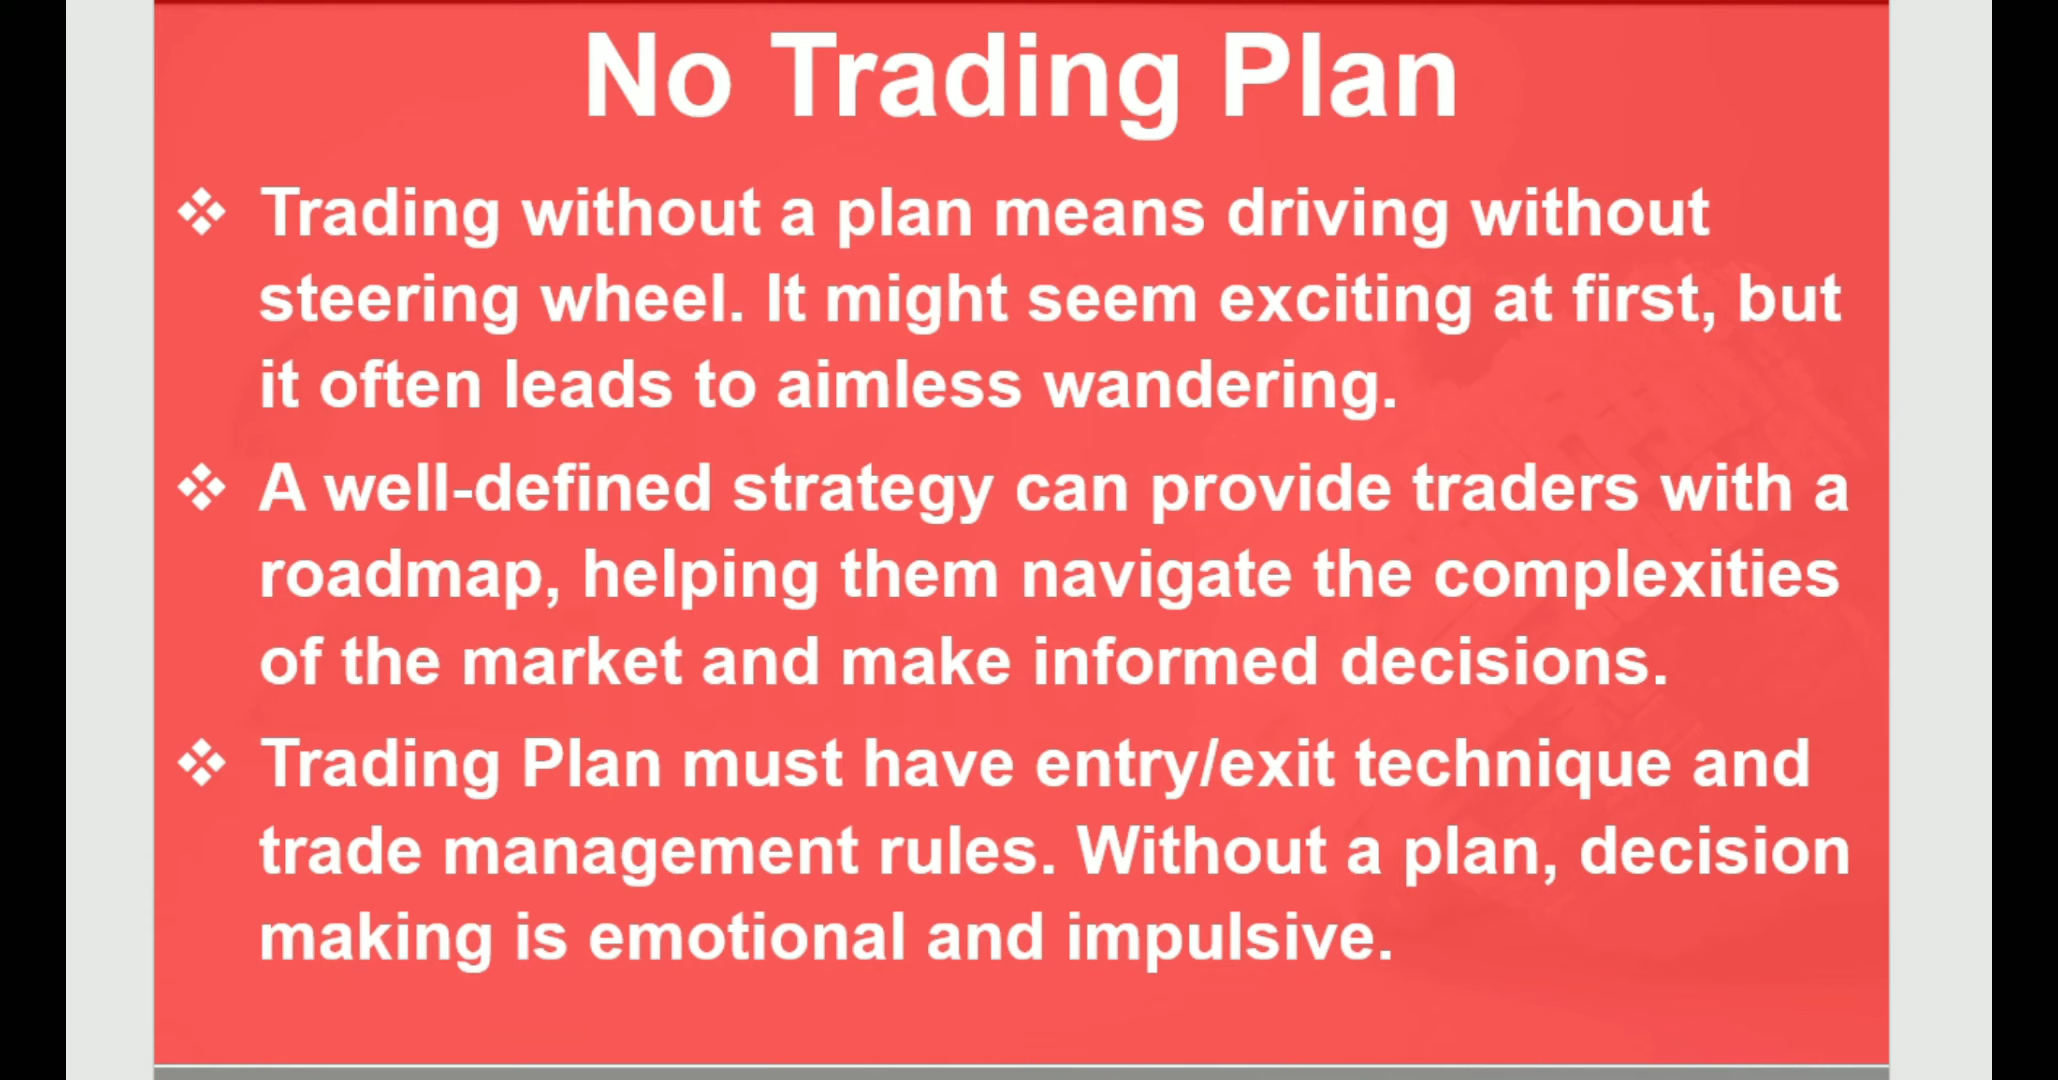 No Trading Plan
❖ Trading without a plan means driving without
steering wheel. It might seem exciting at first, but
it often leads to aimless wandering.
❖ A well-defined strategy can provide traders with a
roadmap, helping them navigate the complexities
of the market and make informed decisions.
❖ Trading Plan must have entry/exit technique and
trade management rules. Without a plan, decision
making is emotional and impulsive.